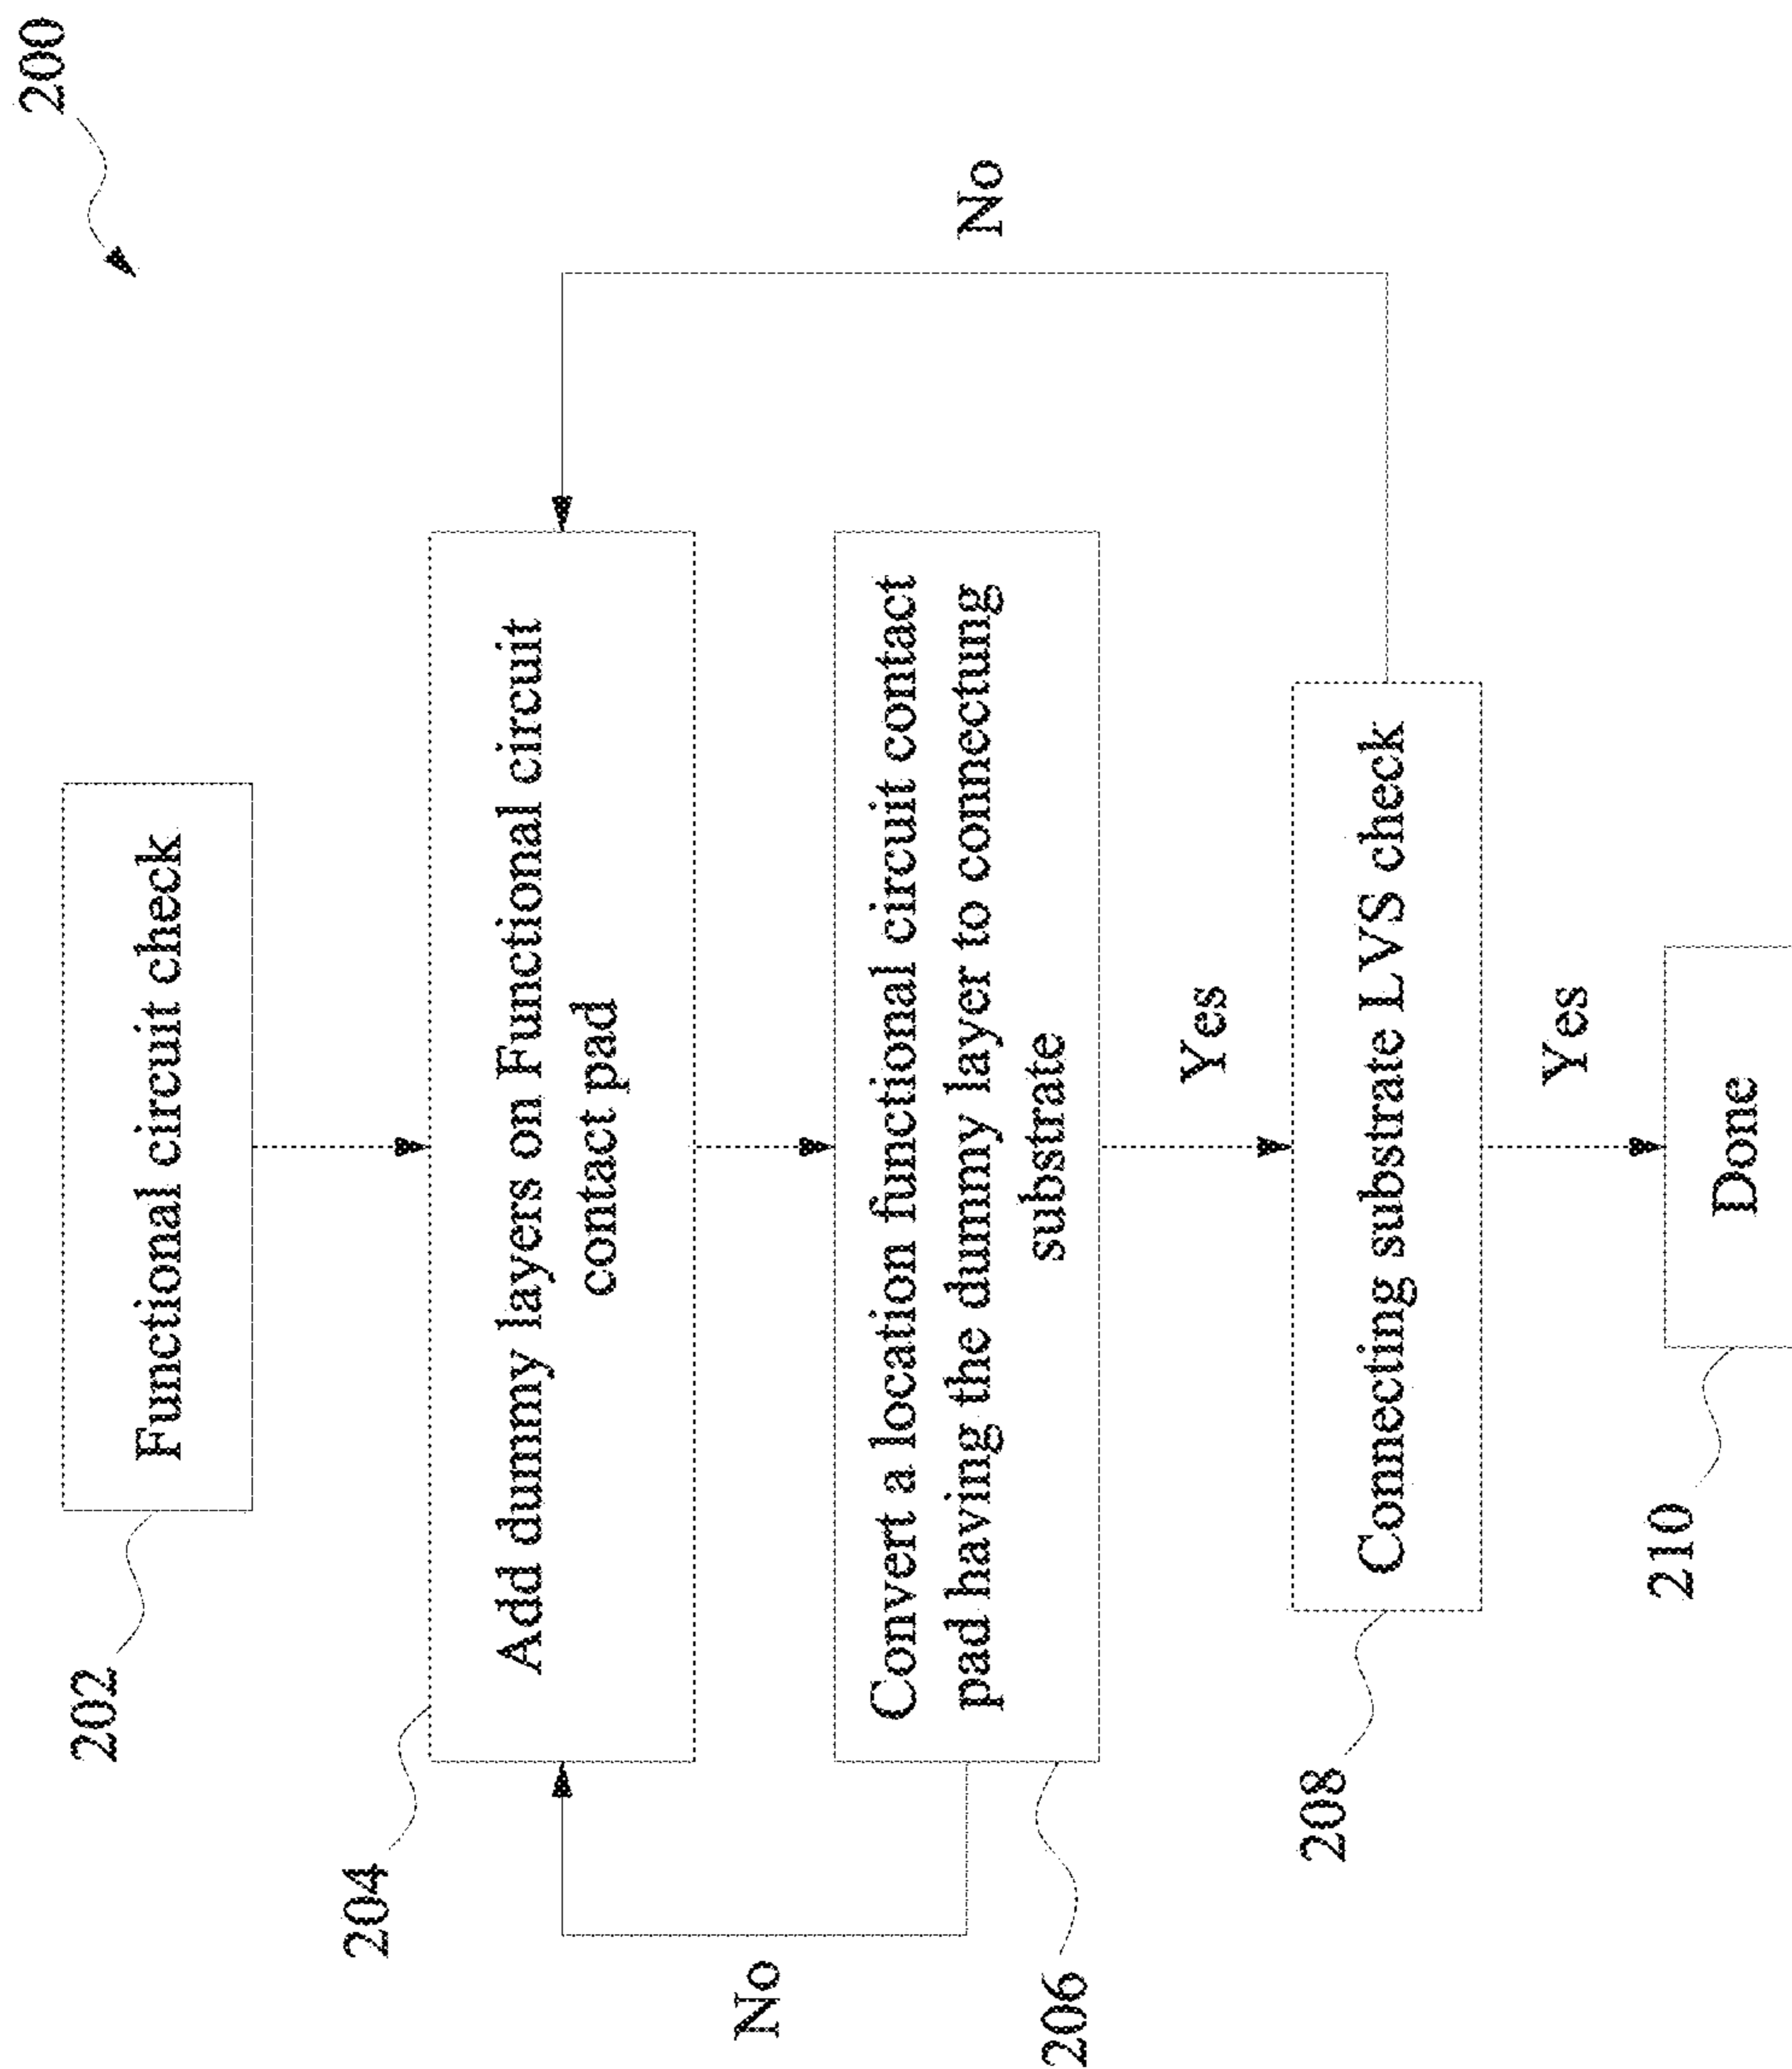 200
202
Functional circuit check
204
Add dummy layers on Functional circuit
contact pad
No
No
206
Convert a location functional circuit contact
pad having the dummy layer to connectung
substrate
Yes
208
Connecting substrate LVS check
Yes
210
Done